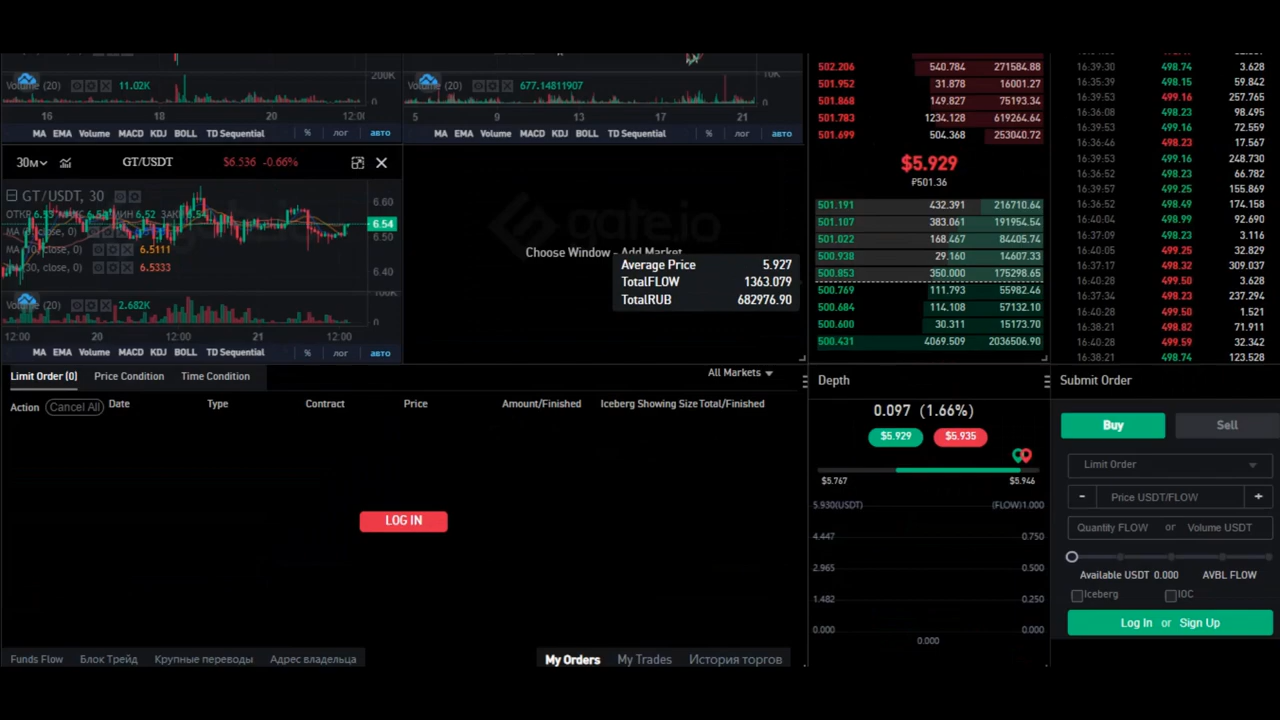 Volume (20) 11.02K 200K
0
16 18 20 12:00
MA EMA Volume MACD KDJ BOLL TD Sequential % лог авто
Volume (20) 677.14811907 10K
0
5 9 13 17 21
MA EMA Volume MACD KDJ BOLL TD Sequential % лог авто
30M GT/USDT $6.536 -0.66%
GT/USDT, 30
6.60
6.54
6.50
6.5111
6.40
6.5333
Volume (20) 2.682K 100K
0
12:00 20 12:00 21 12:00
MA EMA Volume MACD KDJ BOLL TD Sequential % лог авто
gate.io
Choose Window - Add Market
Average Price 5.927
TotalFLOW 1363.079
TotalRUB 682976.90
502.206 540.784 271584.88
501.952 31.878 16001.27
501.868 149.827 75193.34
501.783 1234.128 619264.64
501.699 504.368 253040.72
$5.929
₽501.36
501.191 432.391 216710.64
501.107 383.061 191954.54
501.022 168.467 84405.74
500.938 29.160 14607.33
500.853 350.000 175298.65
500.769 111.793 55982.46
500.684 114.108 57132.10
500.600 30.311 15173.70
500.431 4069.509 2036506.90
16:39:30 498.74 3.628
16:35:39 498.15 59.842
16:39:53 499.16 257.765
16:36:08 498.23 98.495
16:39:53 499.16 72.559
16:36:46 498.23 17.567
16:39:53 499.16 248.730
16:36:52 498.23 66.782
16:39:57 499.25 155.869
16:36:52 498.49 174.158
16:40:04 498.99 92.690
16:37:09 498.23 3.116
16:40:05 499.25 32.829
16:37:17 498.32 309.037
16:40:28 499.50 3.628
16:37:34 498.23 237.294
16:40:28 499.50 1.521
16:38:21 498.82 71.911
16:40:28 499.59 32.342
16:38:21 498.74 123.528
Limit Order (0) Price Condition Time Condition
All Markets
Action Cancel All Date Type Contract Price Amount/Finished Iceberg Showing Size Total/Finished
LOG IN
Funds Flow Блок Трейд Крупные переводы Адрес владельца
My Orders My Trades История торгов
Depth
0.097 (1.66%)
$5.929 $5.935
$5.767 $5.946
5.930(USDT) (FLOW)1.000
4.447 0.750
2.965 0.500
1.482 0.250
0.000 0.000
0.000
Submit Order
Buy Sell
Limit Order
- Price USDT/FLOW +
Quantity FLOW or Volume USDT
Available USDT 0.000 AVBL FLOW
Iceberg IOC
Log In or Sign Up